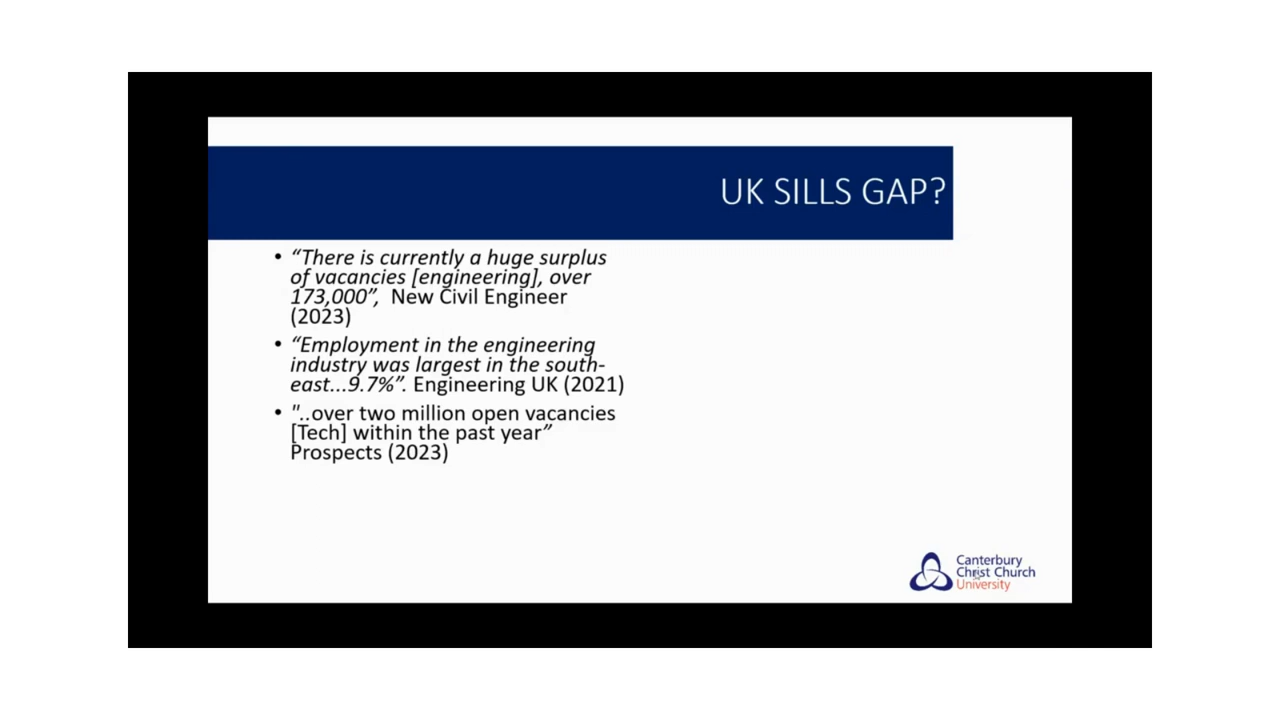 UK SILLS GAP?
• “There is currently a huge surplus
of vacancies [engineering], over
173,000”, New Civil Engineer
(2023)
• “Employment in the engineering
industry was largest in the south-
east...9.7%”. Engineering UK (2021)
• "..over two million open vacancies
[Tech] within the past year”
Prospects (2023)
Canterbury
Christ Church
University